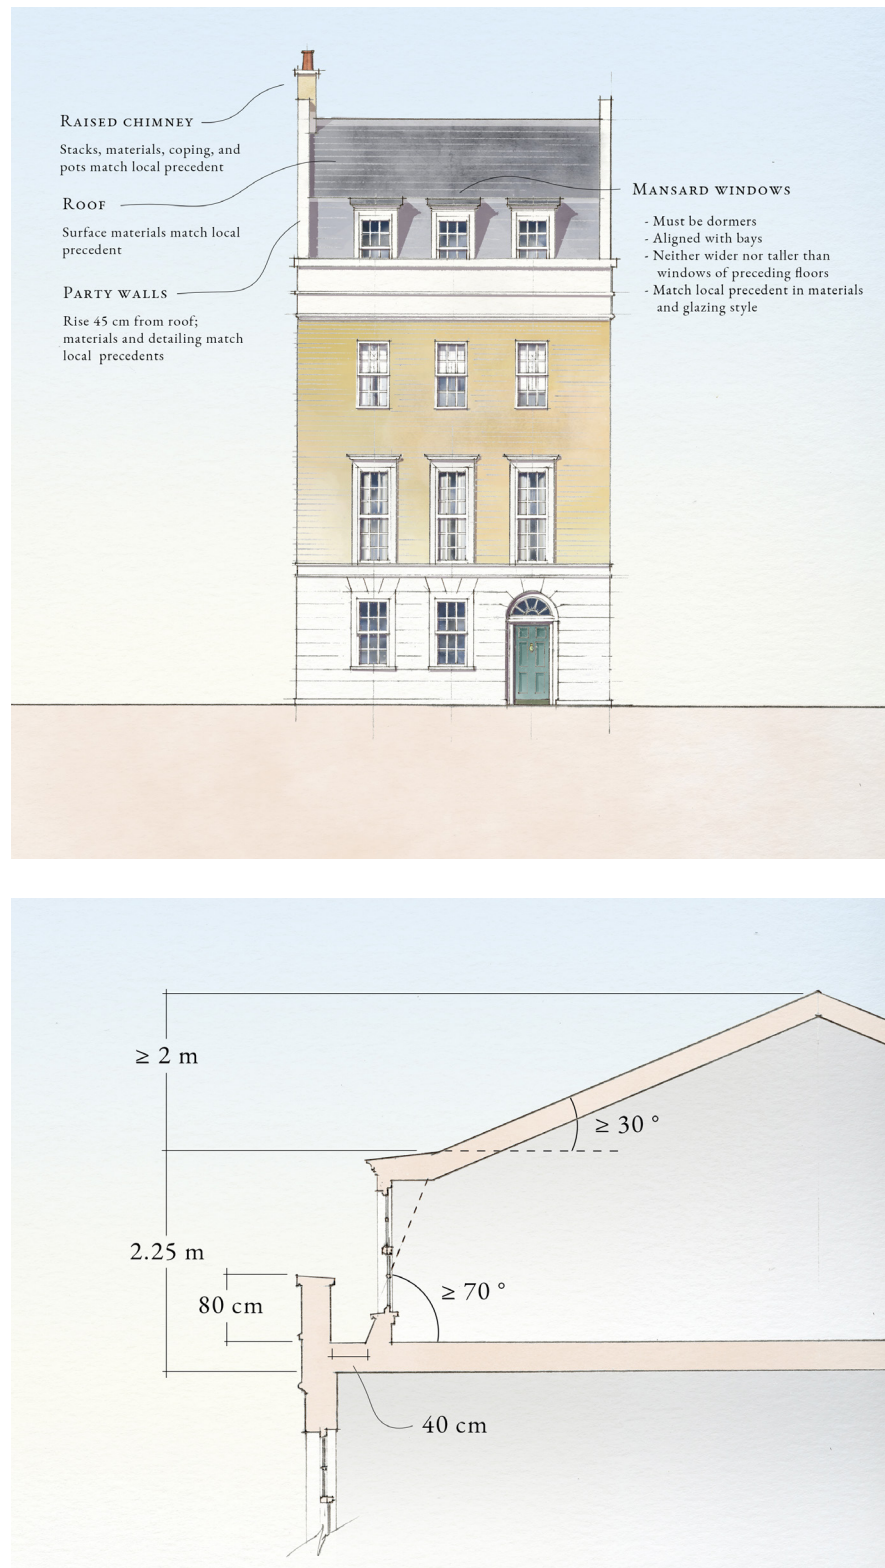 Raised chimney
Stacks, materials, coping, and
pots match local precedent
Roof
Surface materials match local
precedent
Party walls
Rise 45 cm from roof;
materials and detailing match
local precedents
Mansard windows
- Must be dormers
- Aligned with bays
- Neither wider nor taller than
windows of preceding floors
- Match local precedent in materials
and glazing style
≥ 2 m
≥ 30 °
2.25 m
80 cm
≥ 70 °
40 cm